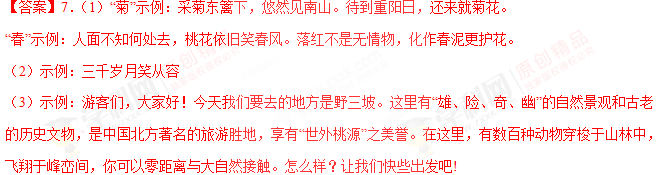 【答案】7.（1）“菊”示例：采菊东篱下，悠然见南山。待到重阳日，还来就菊花。
“春”示例：人面不知何处去，桃花依旧笑春风。落红不是无情物，化作春泥更护花。
（2）示例：三千岁月笑从容
（3）示例：游客们，大家好！今天我们要去的地方是野三坡。这里有“雄、险、奇、幽”的自然景观和古老
的历史文物，是中国北方著名的旅游胜地，享有“世外桃源”之美誉。在这里，有数百种动物穿梭于山林中，
飞翔于峰峦间，你可以零距离与大自然接触。怎么样？让我们快些出发吧！